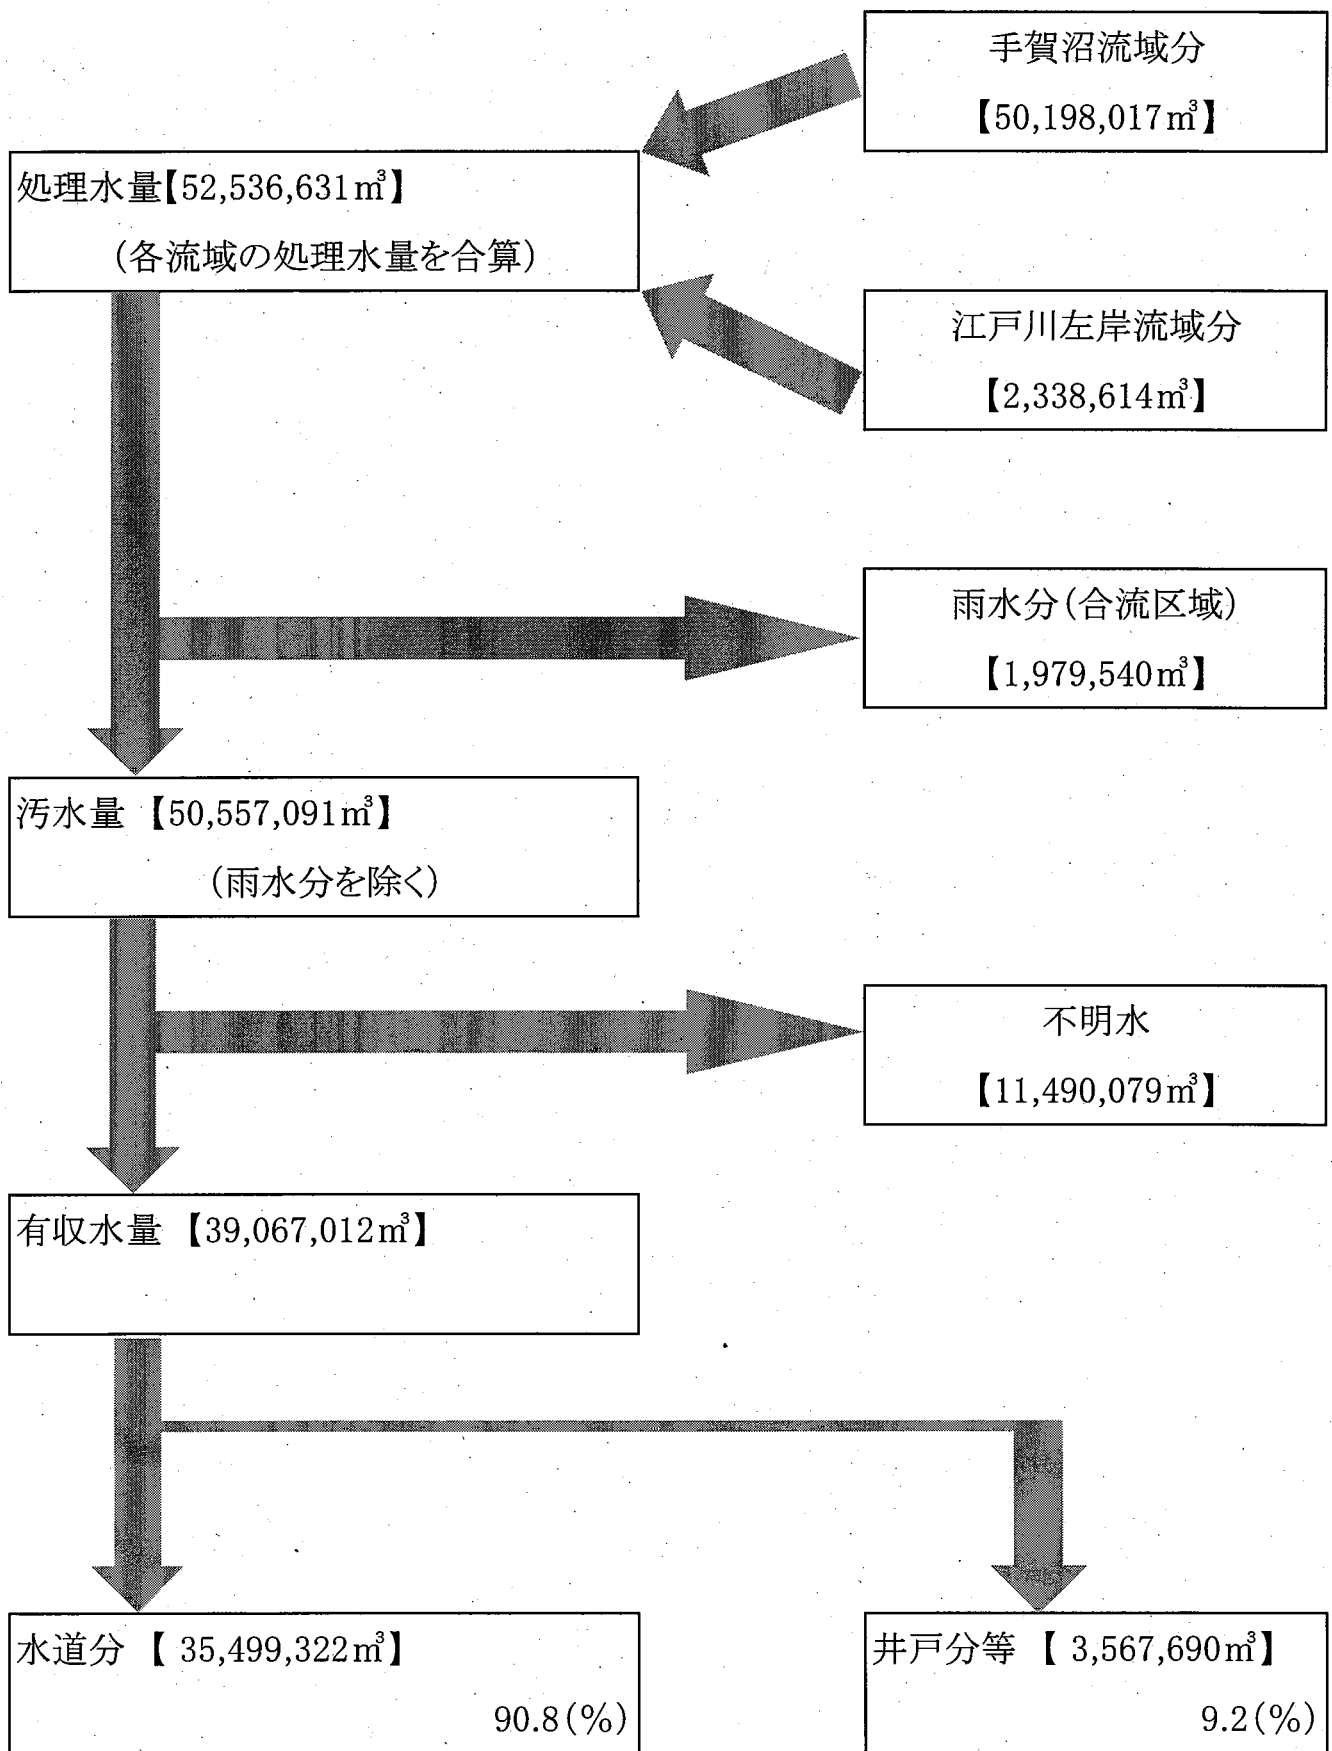 手賀沼流域分
【50,198,017㎥】
処理水量【52,536,631㎥】
(各流域の処理水量を合算)
江戸川左岸流域分
【2,338,614㎥】
雨水分(合流区域)
【1,979,540㎥】
汚水量 【50,557,091㎥】
(雨水分を除く)
不明水
【11,490,079㎥】
有収水量 【39,067,012㎥】
水道分 【 35,499,322㎥】
90.8(%)
井戸分等 【 3,567,690㎥】
9.2(%)